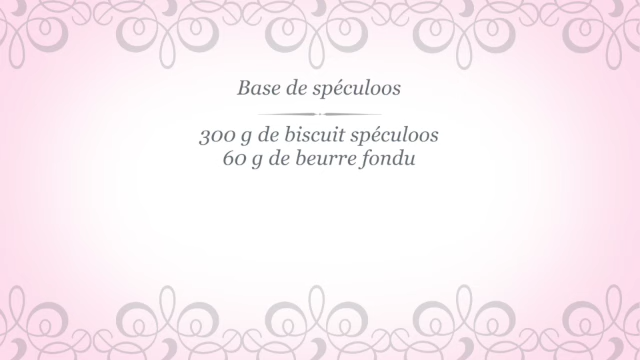 Base de spéculoos
300 g de biscuit spéculoos
60 g de beurre fondu